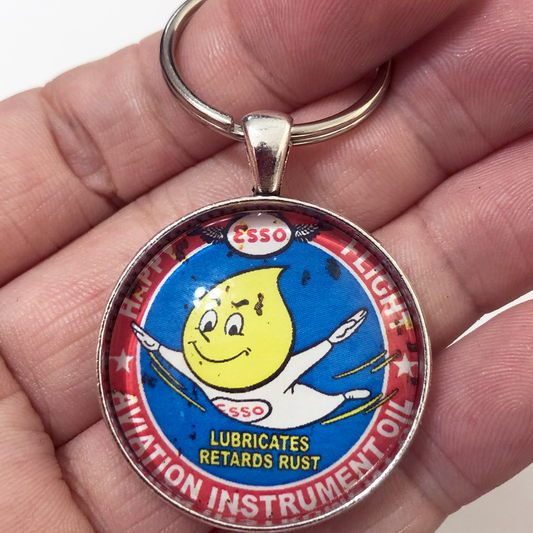 HAPPY FLIGHT
ESSO
ESSO
LUBRICATES
RETARDS RUST
AVIATION INSTRUMENT OIL